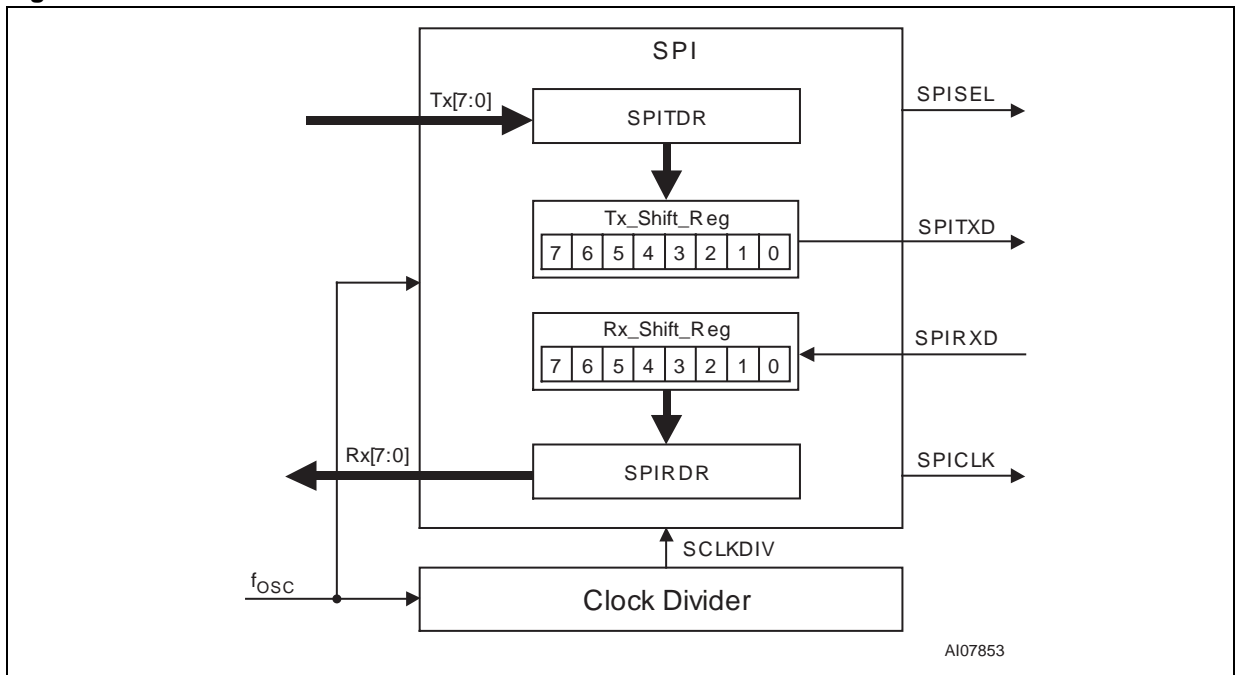 SPI
Tx[7:0]
SPITDR
SPISEL
Tx_Shift_Reg
7 6 5 4 3 2 1 0
SPITXD
Rx_Shift_Reg
7 6 5 4 3 2 1 0
SPIRXD
Rx[7:0]
SPIRDR
SPICLK
SCLKDIV
fOSC
Clock Divider
AI07853